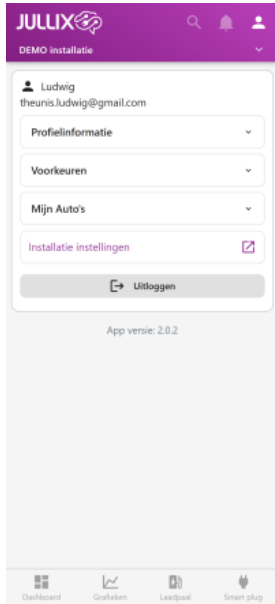 JULLIX
DEMO installatie
Ludwig
theunis.ludwig@gmail.com
Profielinformatie
Voorkeuren
Mijn Auto's
Installatie instellingen
Uitloggen
App versie: 2.0.2
Dashboard Grafieken Laadpaal Smart plug